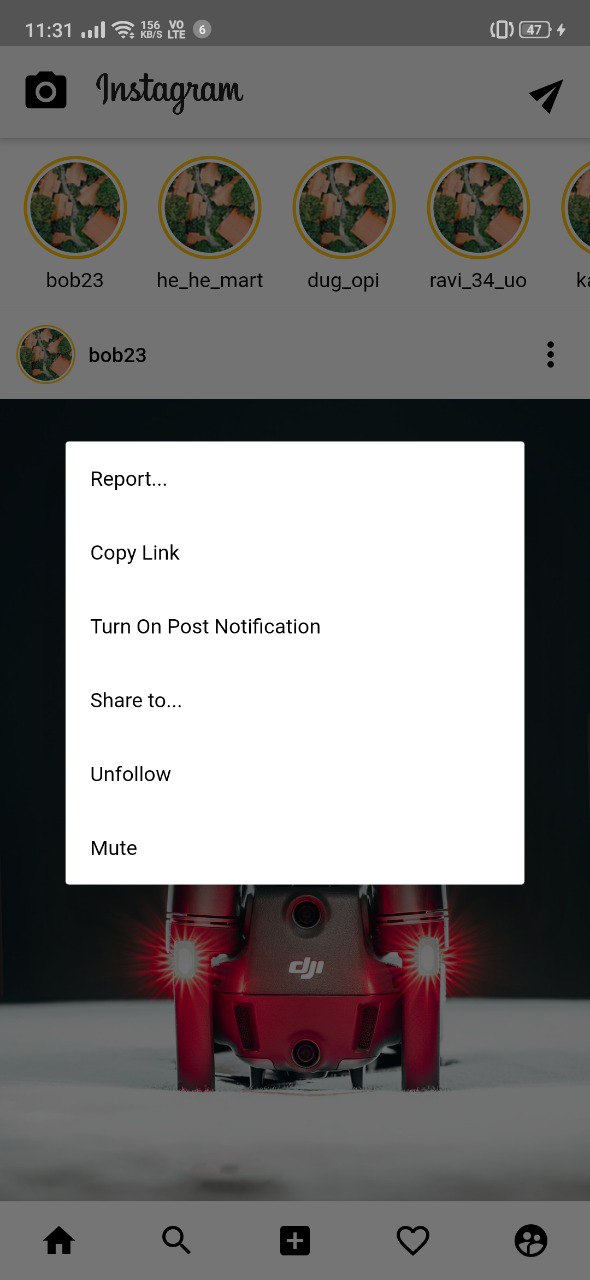 11:31 156 KB/S VO LTE 6 47
Instagram
bob23 he_he_mart dug_opi ravi_34_uo
bob23
Report...
Copy Link
Turn On Post Notification
Share to...
Unfollow
Mute
dji